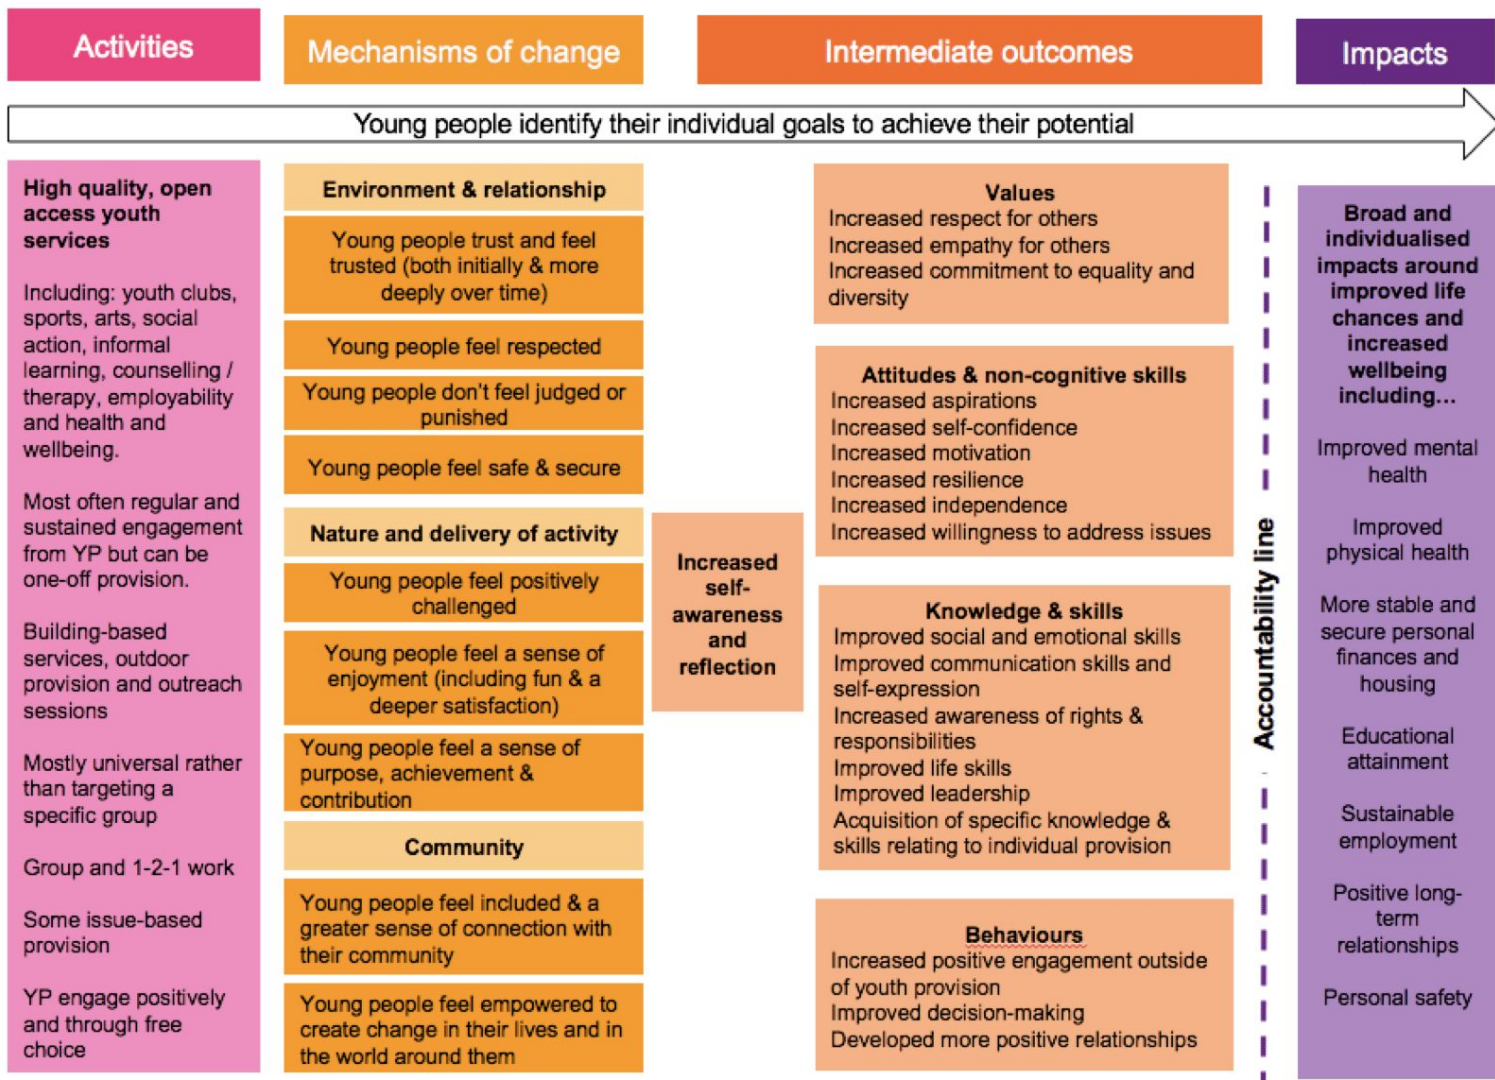 Activities
Mechanisms of change
Intermediate outcomes
Impacts
Young people identify their individual goals to achieve their potential
High quality, open
access youth
services
Including: youth clubs,
sports, arts, social
action, informal
learning, counselling /
therapy, employability
and health and
wellbeing.
Most often regular and
sustained engagement
from YP but can be
one-off provision.
Building-based
services, outdoor
provision and outreach
sessions
Mostly universal rather
than targeting a
specific group
Group and 1-2-1 work
Some issue-based
provision
YP engage positively
and through free
choice
Environment & relationship
Young people trust and feel
trusted (both initially & more
deeply over time)
Young people feel respected
Young people don't feel judged or
punished
Young people feel safe & secure
Nature and delivery of activity
Young people feel positively
challenged
Young people feel a sense of
enjoyment (including fun & a
deeper satisfaction)
Young people feel a sense of
purpose, achievement &
contribution
Community
Young people feel included & a
greater sense of connection with
their community
Young people feel empowered to
create change in their lives and in
the world around them
Increased
self-
awareness
and
reflection
Values
Increased respect for others
Increased empathy for others
Increased commitment to equality and
diversity
Attitudes & non-cognitive skills
Increased aspirations
Increased self-confidence
Increased motivation
Increased resilience
Increased independence
Increased willingness to address issues
Knowledge & skills
Improved social and emotional skills
Improved communication skills and
self-expression
Increased awareness of rights &
responsibilities
Improved life skills
Improved leadership
Acquisition of specific knowledge &
skills relating to individual provision
Behaviours
Increased positive engagement outside
of youth provision
Improved decision-making
Developed more positive relationships
Accountability line
Broad and
individualised
impacts around
improved life
chances and
increased
wellbeing
including...
Improved mental
health
Improved
physical health
More stable and
secure personal
finances and
housing
Educational
attainment
Sustainable
employment
Positive long-
term
relationships
Personal safety